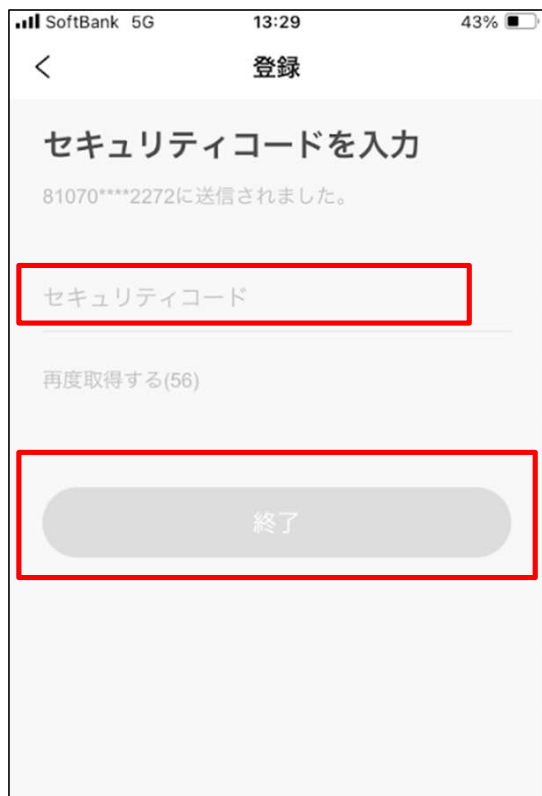 SoftBank 5G 13:29 43%
登録
セキュリティコードを入力
81070****2272に送信されました。
セキュリティコード
再度取得する(56)
終了